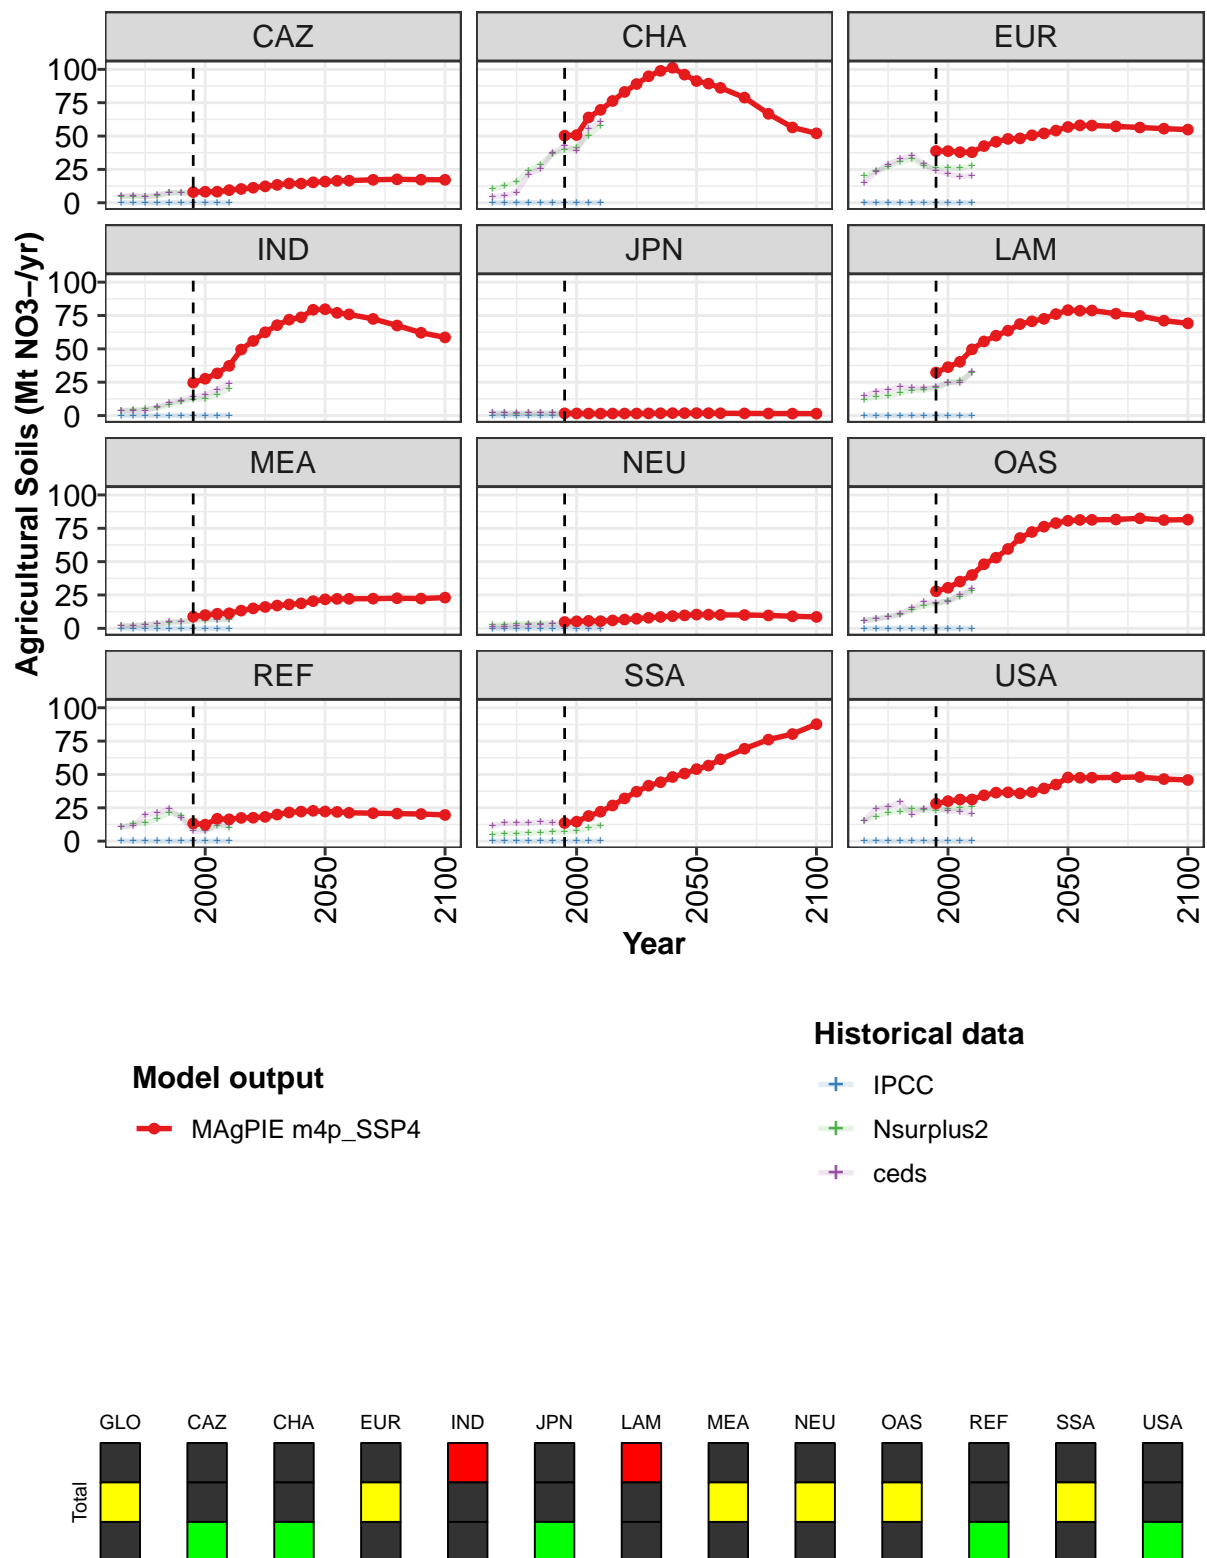 CAZ CHA EUR
100
75
50
25
0
IND JPN LAM
100
75
50
25
0
MEA NEU OAS
100
75
50
25
0
REF SSA USA
100
75
50
25
0
Agricultural Soils (Mt NO3−/yr)
2000 2050 2100 2000 2050 2100 2000 2050 2100
Year
Model output
MAgPIE m4p_SSP4
Historical data
IPCC
Nsurplus2
ceds
GLO CAZ CHA EUR IND JPN LAM MEA NEU OAS REF SSA USA
Total